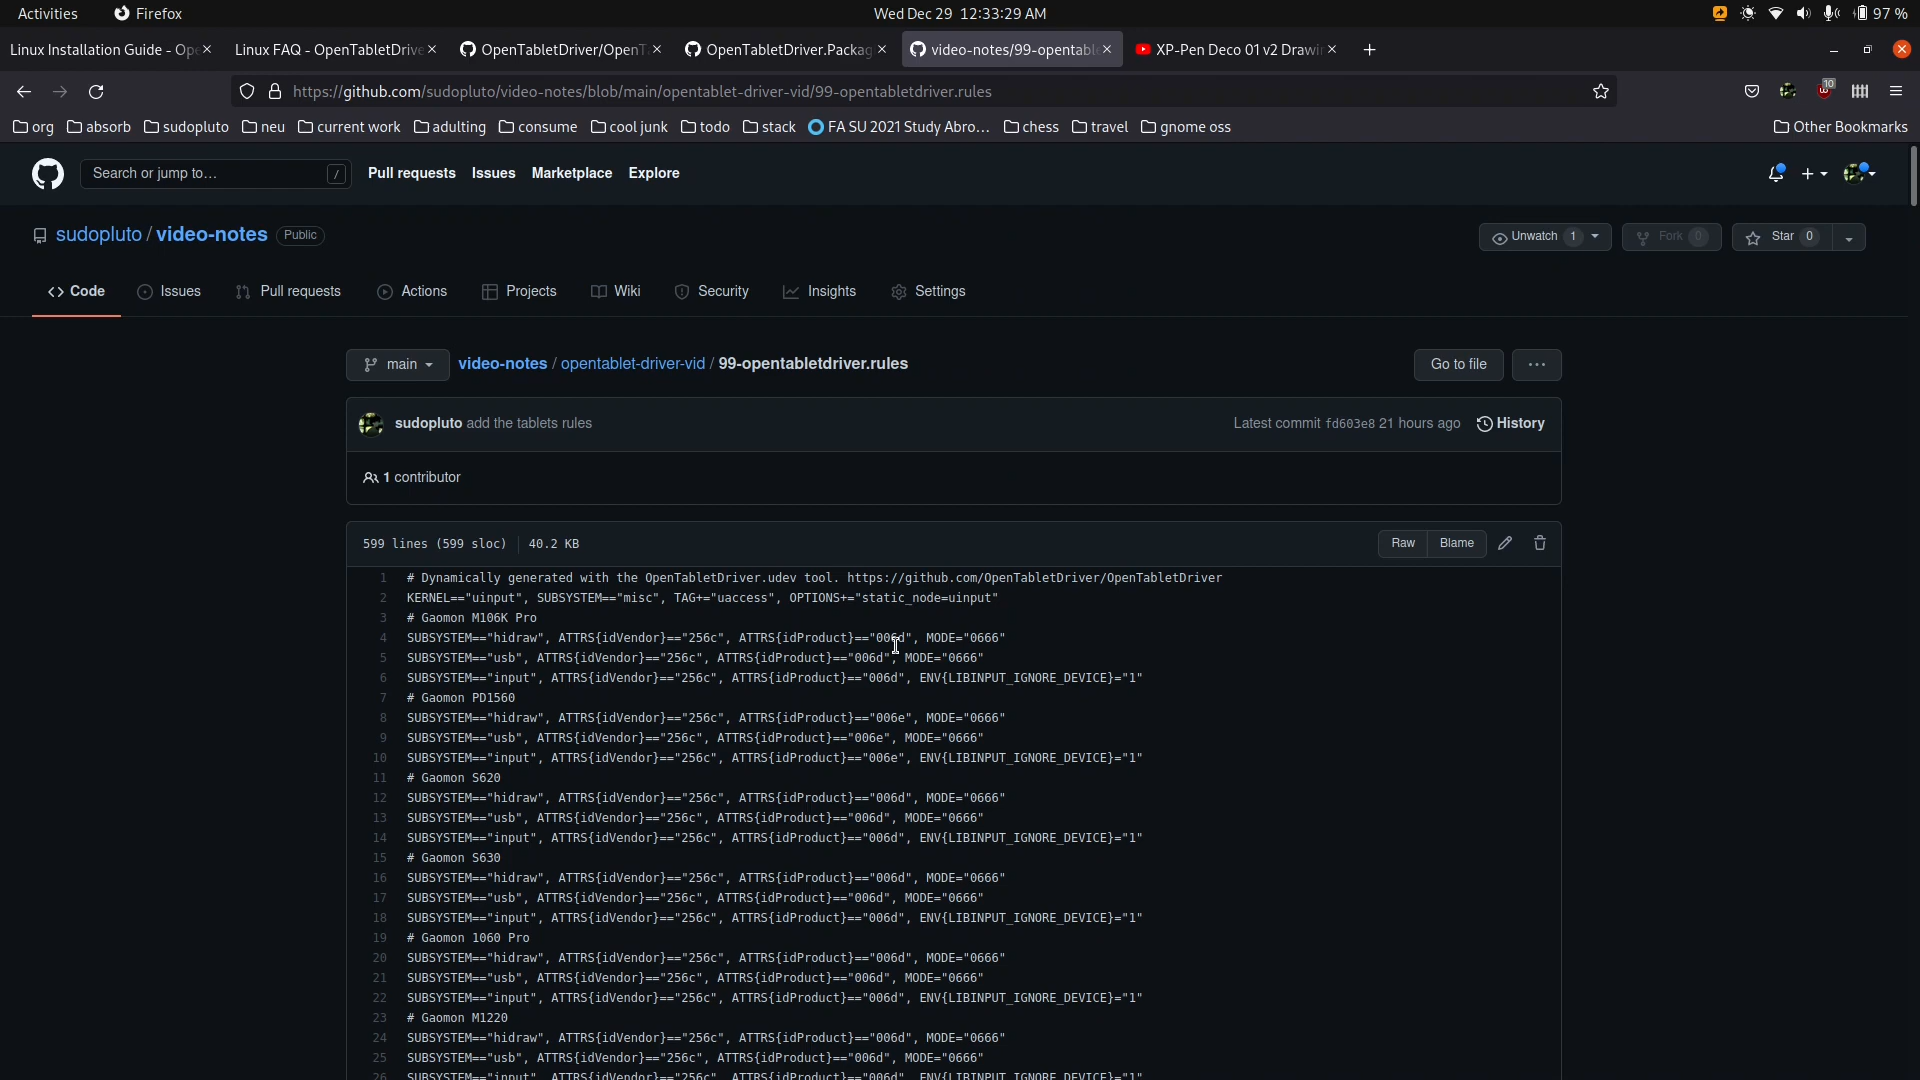 Activities Firefox Wed Dec 29 12:33:29 AM 97 %
Linux Installation Guide - Ope Linux FAQ - OpenTabletDrive OpenTabletDriver/OpenT OpenTabletDriver.Packag video-notes/99-opentabl XP-Pen Deco 01 v2 Drawi
https://github.com/sudopluto/video-notes/blob/main/opentablet-driver-vid/99-opentabletdriver.rules 10
org absorb sudopluto neu current work adulting consume cool junk todo stack FA SU 2021 Study Abro... chess travel gnome oss Other Bookmarks
Search or jump to... / Pull requests Issues Marketplace Explore
sudopluto / video-notes Public Unwatch 1 Fork 0 Star 0
Code Issues Pull requests Actions Projects Wiki Security Insights Settings
main video-notes / opentablet-driver-vid / 99-opentabletdriver.rules Go to file
sudopluto add the tablets rules Latest commit fd603e8 21 hours ago History
1 contributor
599 lines (599 sloc) 40.2 KB Raw Blame
1 # Dynamically generated with the OpenTabletDriver.udev tool. https://github.com/OpenTabletDriver/OpenTabletDriver
2 KERNEL=="uinput", SUBSYSTEM=="misc", TAG+="uaccess", OPTIONS+="static_node=uinput"
3 # Gaomon M106K Pro
4 SUBSYSTEM=="hidraw", ATTRS{idVendor}=="256c", ATTRS{idProduct}=="006d", MODE="0666"
5 SUBSYSTEM=="usb", ATTRS{idVendor}=="256c", ATTRS{idProduct}=="006d", MODE="0666"
6 SUBSYSTEM=="input", ATTRS{idVendor}=="256c", ATTRS{idProduct}=="006d", ENV{LIBINPUT_IGNORE_DEVICE}="1"
7 # Gaomon PD1560
8 SUBSYSTEM=="hidraw", ATTRS{idVendor}=="256c", ATTRS{idProduct}=="006e", MODE="0666"
9 SUBSYSTEM=="usb", ATTRS{idVendor}=="256c", ATTRS{idProduct}=="006e", MODE="0666"
10 SUBSYSTEM=="input", ATTRS{idVendor}=="256c", ATTRS{idProduct}=="006e", ENV{LIBINPUT_IGNORE_DEVICE}="1"
11 # Gaomon S620
12 SUBSYSTEM=="hidraw", ATTRS{idVendor}=="256c", ATTRS{idProduct}=="006d", MODE="0666"
13 SUBSYSTEM=="usb", ATTRS{idVendor}=="256c", ATTRS{idProduct}=="006d", MODE="0666"
14 SUBSYSTEM=="input", ATTRS{idVendor}=="256c", ATTRS{idProduct}=="006d", ENV{LIBINPUT_IGNORE_DEVICE}="1"
15 # Gaomon S630
16 SUBSYSTEM=="hidraw", ATTRS{idVendor}=="256c", ATTRS{idProduct}=="006d", MODE="0666"
17 SUBSYSTEM=="usb", ATTRS{idVendor}=="256c", ATTRS{idProduct}=="006d", MODE="0666"
18 SUBSYSTEM=="input", ATTRS{idVendor}=="256c", ATTRS{idProduct}=="006d", ENV{LIBINPUT_IGNORE_DEVICE}="1"
19 # Gaomon 1060 Pro
20 SUBSYSTEM=="hidraw", ATTRS{idVendor}=="256c", ATTRS{idProduct}=="006d", MODE="0666"
21 SUBSYSTEM=="usb", ATTRS{idVendor}=="256c", ATTRS{idProduct}=="006d", MODE="0666"
22 SUBSYSTEM=="input", ATTRS{idVendor}=="256c", ATTRS{idProduct}=="006d", ENV{LIBINPUT_IGNORE_DEVICE}="1"
23 # Gaomon M1220
24 SUBSYSTEM=="hidraw", ATTRS{idVendor}=="256c", ATTRS{idProduct}=="006d", MODE="0666"
25 SUBSYSTEM=="usb", ATTRS{idVendor}=="256c", ATTRS{idProduct}=="006d", MODE="0666"
26 SUBSYSTEM=="input", ATTRS{idVendor}=="256c", ATTRS{idProduct}=="006d", ENV{LIBINPUT_IGNORE_DEVICE}="1"